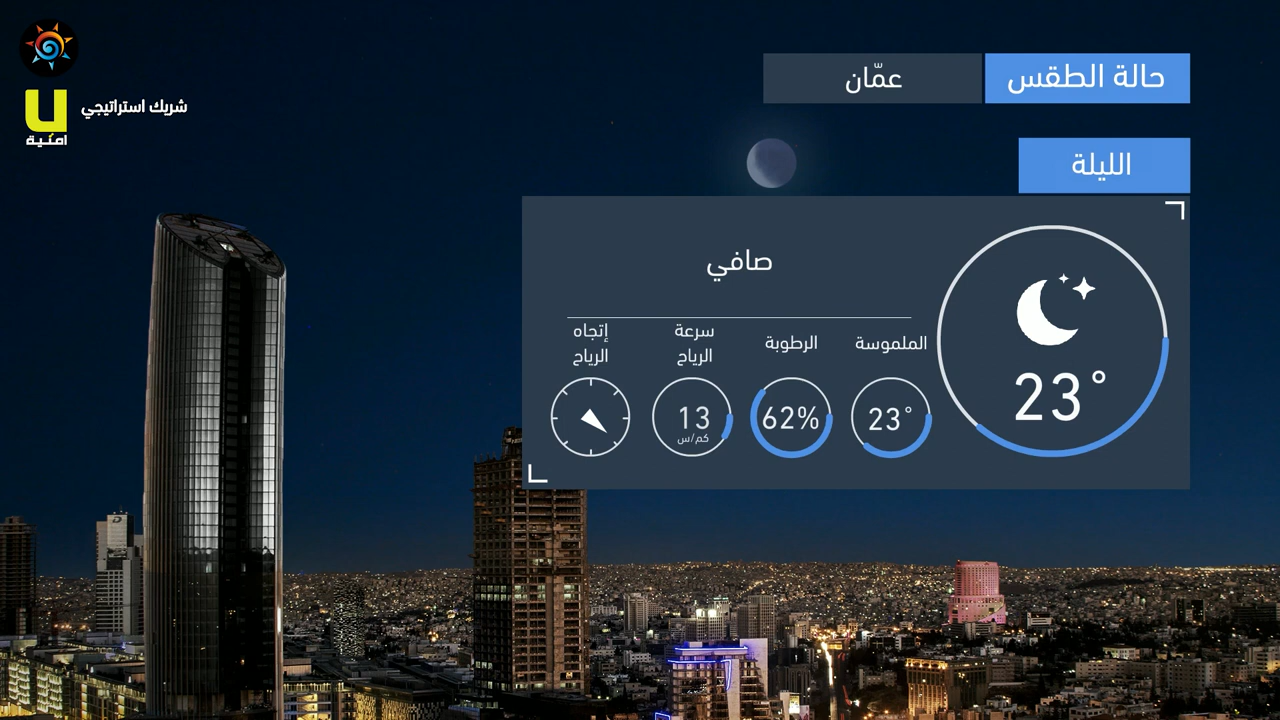 حالة الطقس
عمّان
شريك استراتيجي
امنية
الليلة
صافي
23°
الملموسة
23°
الرطوبة
62%
سرعة
الرياح
13
كم/س
إتجاه
الرياح